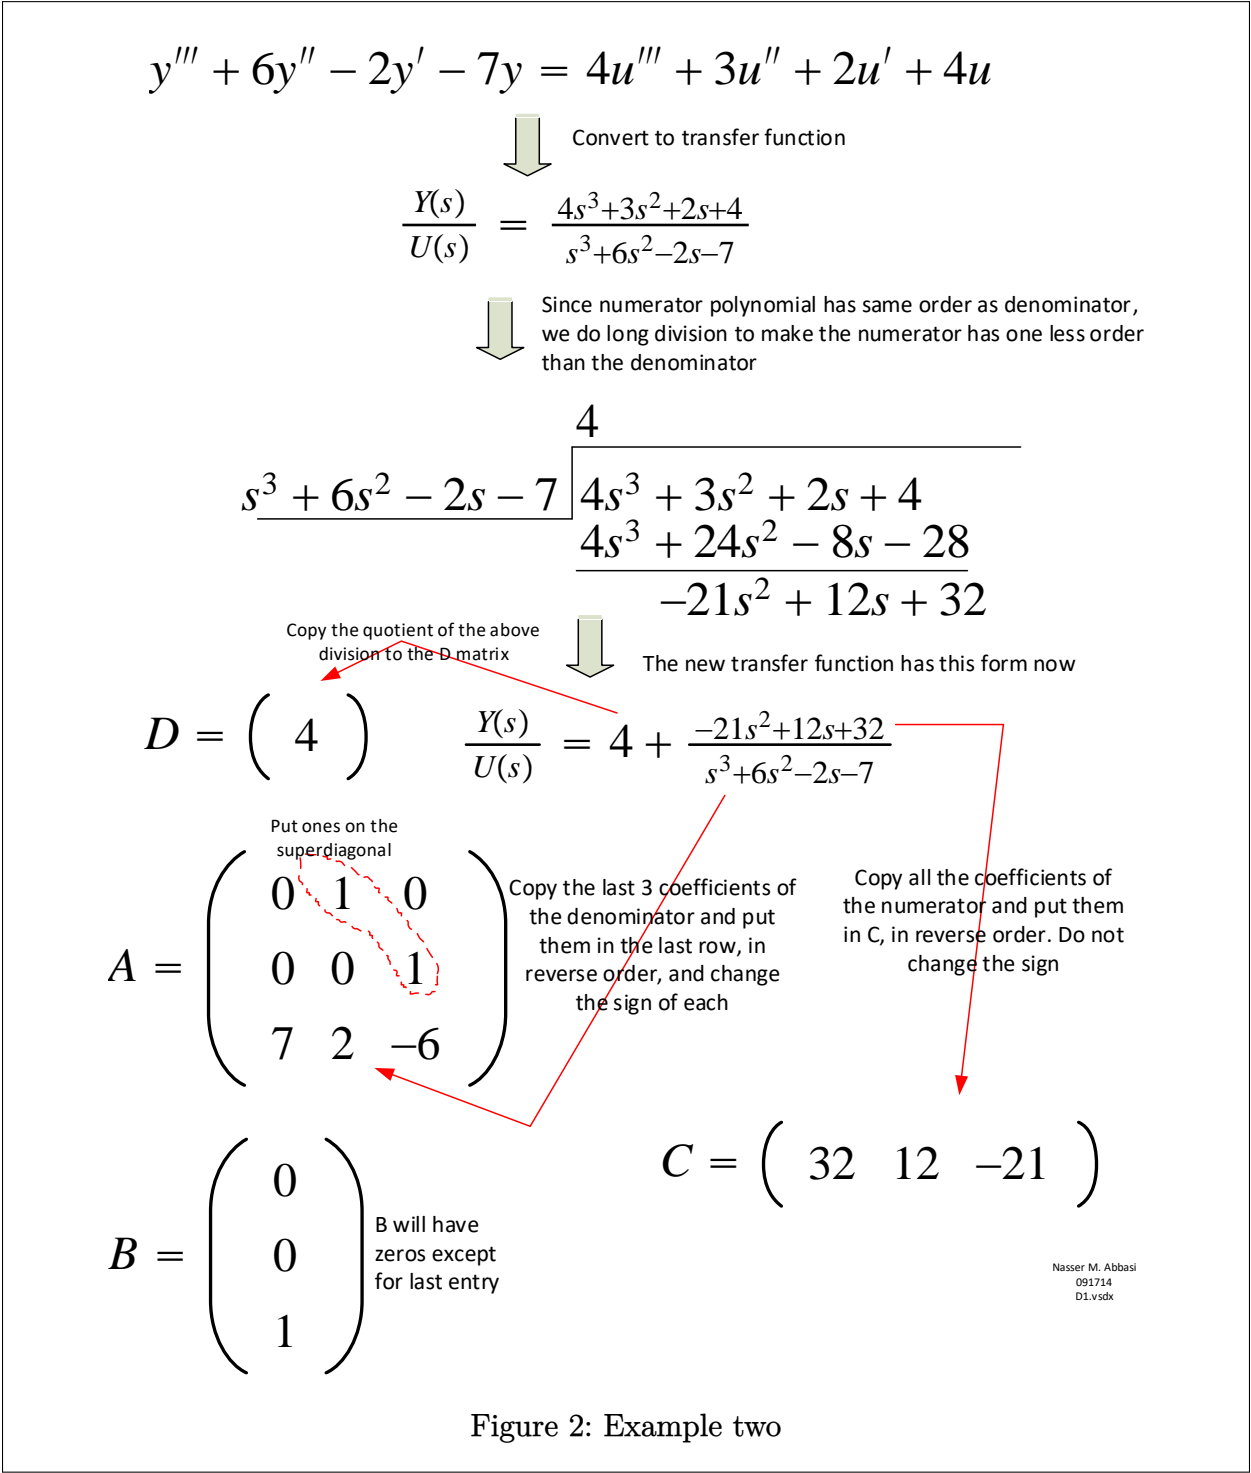 y''' + 6y'' − 2y' − 7y = 4u''' + 3u'' + 2u' + 4u
Convert to transfer function
Y(s)/U(s) = (4s³+3s²+2s+4)/(s³+6s²−2s−7)
Since numerator polynomial has same order as denominator,
we do long division to make the numerator has one less order
than the denominator
4
s³ + 6s² − 2s − 7 4s³ + 3s² + 2s + 4
4s³ + 24s² − 8s − 28
−21s² + 12s + 32
Copy the quotient of the above
division to the D matrix
The new transfer function has this form now
D = ( 4 )
Y(s)/U(s) = 4 + (−21s²+12s+32)/(s³+6s²−2s−7)
Put ones on the
superdiagonal
A =
0 1 0
0 0 1
7 2 −6
Copy the last 3 coefficients of
the denominator and put
them in the last row, in
reverse order, and change
the sign of each
Copy all the coefficients of
the numerator and put them
in C, in reverse order. Do not
change the sign
C = ( 32 12 −21 )
B =
0
0
1
B will have
zeros except
for last entry
Nasser M. Abbasi
091714
D1.vsdx
Figure 2: Example two